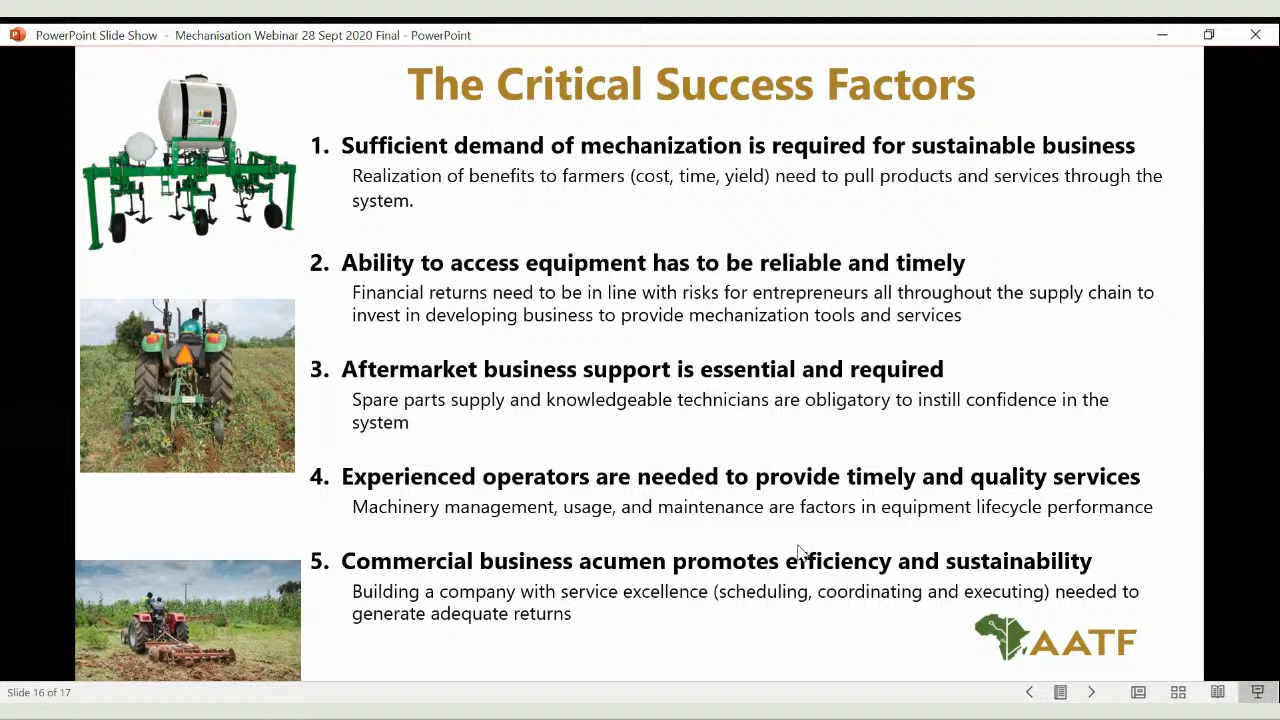 PowerPoint Slide Show - Mechanisation Webinar 28 Sept 2020 Final - PowerPoint
The Critical Success Factors
1. Sufficient demand of mechanization is required for sustainable business
Realization of benefits to farmers (cost, time, yield) need to pull products and services through the
system.
2. Ability to access equipment has to be reliable and timely
Financial returns need to be in line with risks for entrepreneurs all throughout the supply chain to
invest in developing business to provide mechanization tools and services
3. Aftermarket business support is essential and required
Spare parts supply and knowledgeable technicians are obligatory to instill confidence in the
system
4. Experienced operators are needed to provide timely and quality services
Machinery management, usage, and maintenance are factors in equipment lifecycle performance
5. Commercial business acumen promotes efficiency and sustainability
Building a company with service excellence (scheduling, coordinating and executing) needed to
generate adequate returns
AATF
Slide 16 of 17